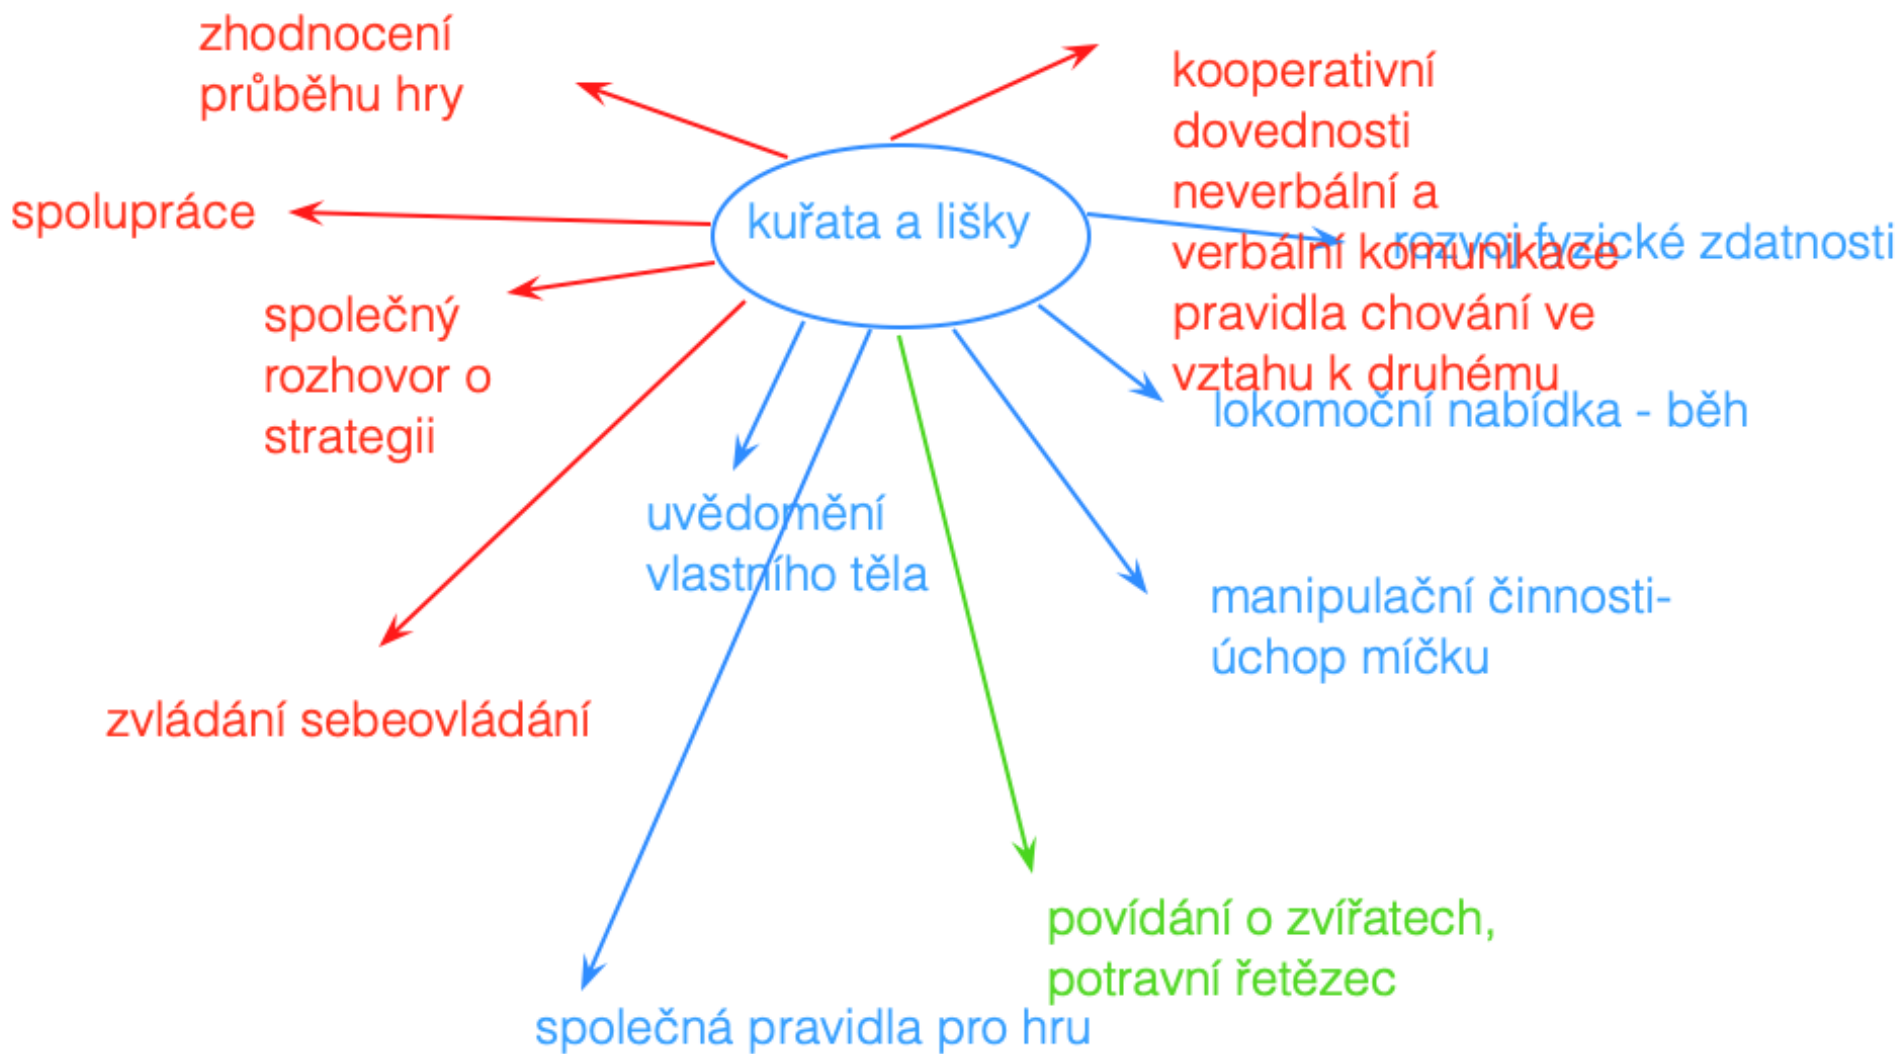 zhodnocení
průběhu hry
kooperativní
dovednosti
neverbální a
verbální komunikace
pravidla chování ve
vztahu k druhému
spolupráce
kuřata a lišky
rozvoj fyzické zdatnosti
společný
rozhovor o
strategii
lokomoční nabídka - běh
uvědomění
vlastního těla
manipulační činnosti-
úchop míčku
zvládání sebeovládání
povídání o zvířatech,
potravní řetězec
společná pravidla pro hru